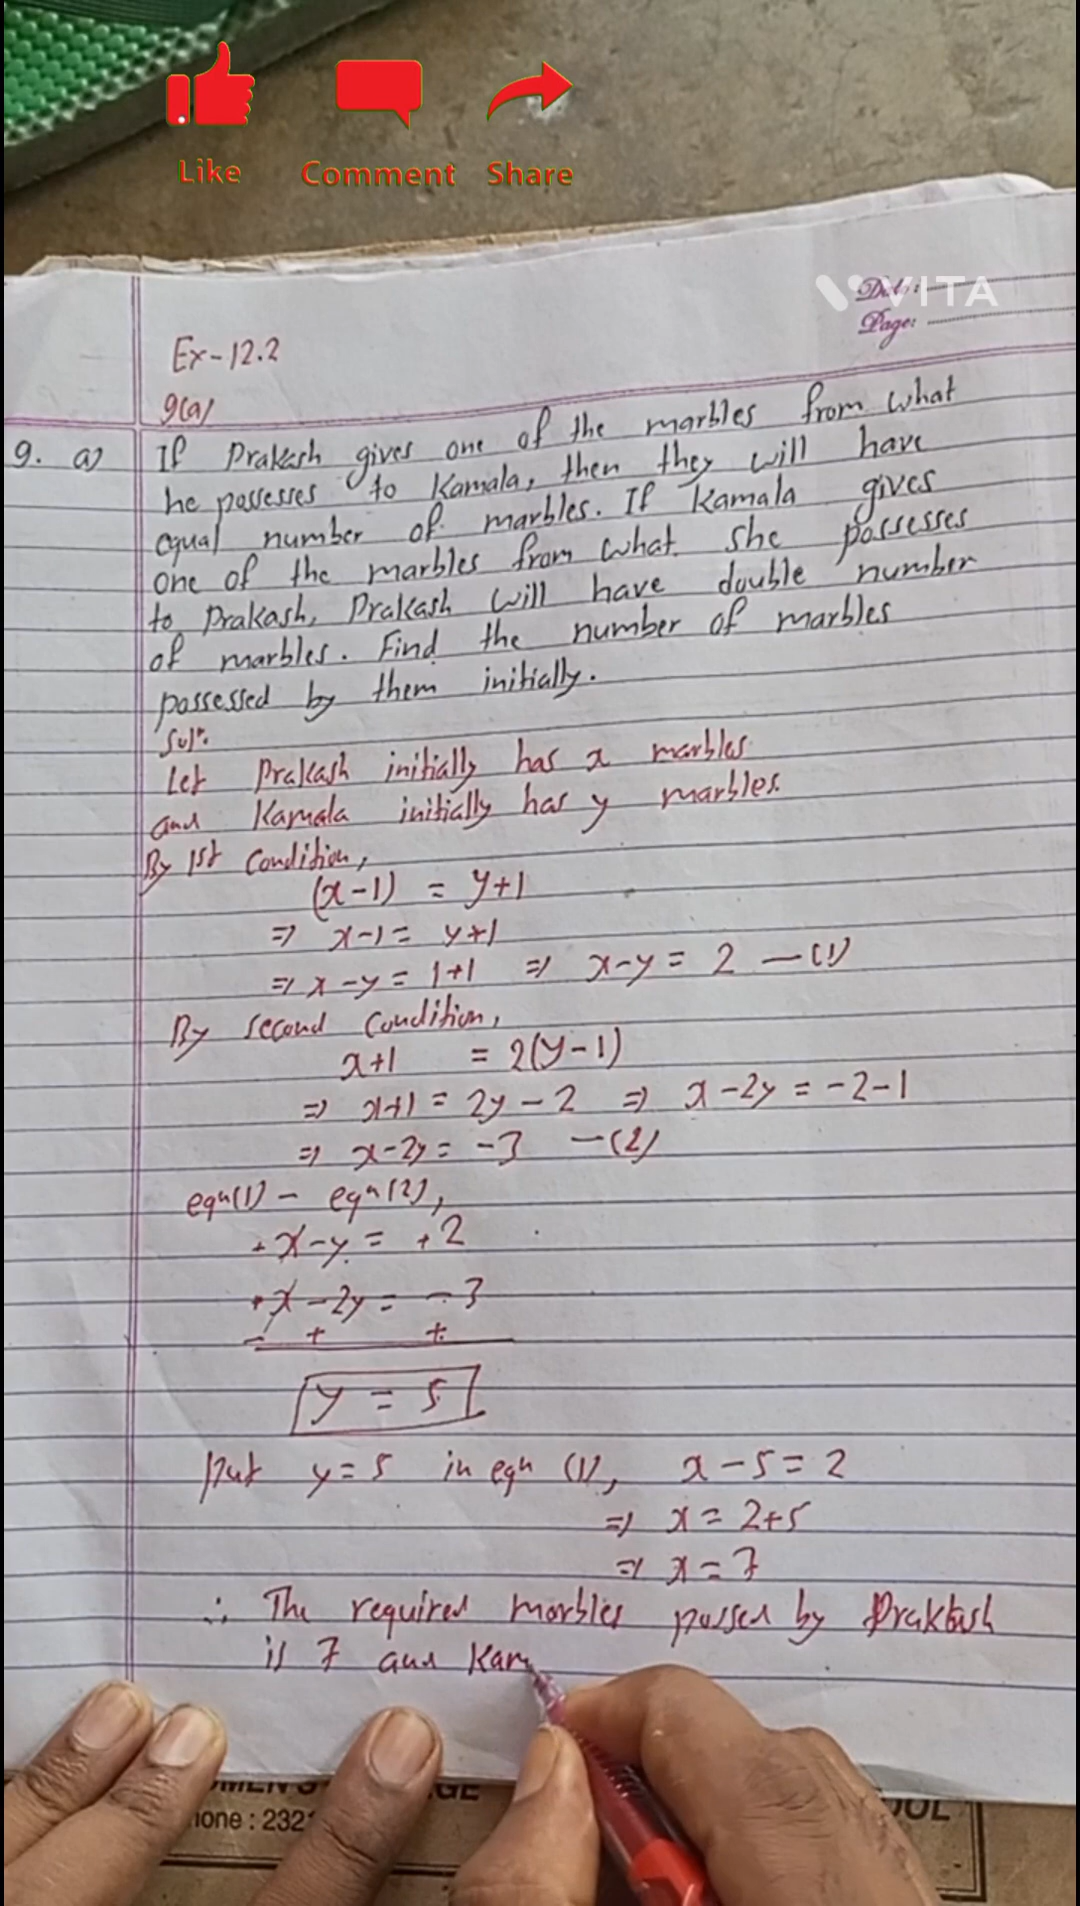 Like Comment Share
VITA
Date:
Page:
Ex-12.2
9(a)
9. a) If Prakash gives one of the marbles from what
he possesses to Kamala, then they will have
equal number of marbles. If Kamala gives
one of the marbles from what she possesses
to Prakash, Prakash will have double number
of marbles. Find the number of marbles
possessed by them initially.
Solⁿ.
Let Prakash initially has x marbles
and Kamala initially has y marbles.
By 1st Condition,
(x-1) = y+1
⇒ x-1 = y+1
⇒ x-y = 1+1 ⇒ x-y = 2 —(1)
By second Condition,
x+1 = 2(y-1)
⇒ x+1 = 2y-2 ⇒ x-2y = -2-1
⇒ x-2y = -3 —(2)
eqn(1) - eqn(2),
+x-y = +2
+x-2y = -3
- + +
y = 5
put y=5 in eqn (1), x-5=2
⇒ x = 2+5
⇒ x = 7
∴ The required marbles possed by Prakash
is 7 and Kam
GE
OOL
hone : 232